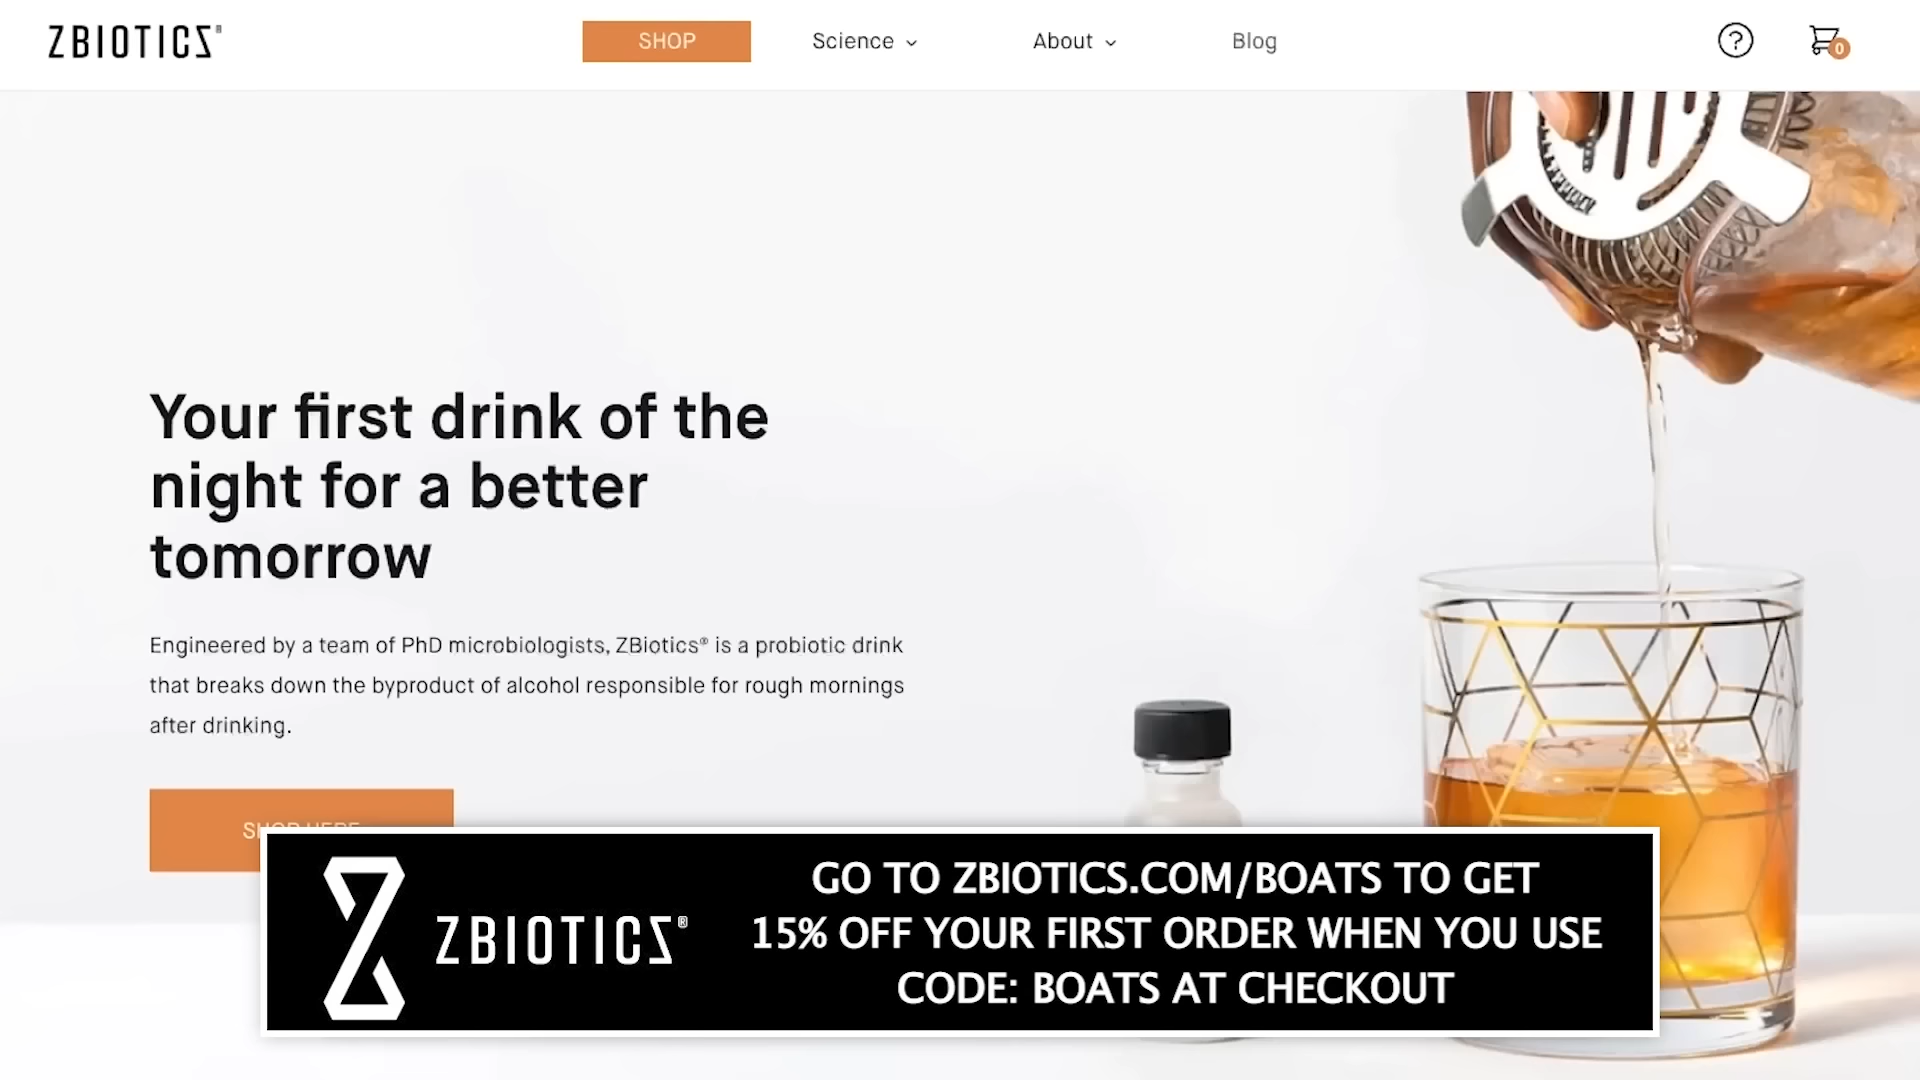 ZBIOTICS®
SHOP
Science
About
Blog
?
0
Your first drink of the
night for a better
tomorrow
Engineered by a team of PhD microbiologists, ZBiotics® is a probiotic drink
that breaks down the byproduct of alcohol responsible for rough mornings
after drinking.
SHOP HERE
ZBIOTICS®
GO TO ZBIOTICS.COM/BOATS TO GET
15% OFF YOUR FIRST ORDER WHEN YOU USE
CODE: BOATS AT CHECKOUT